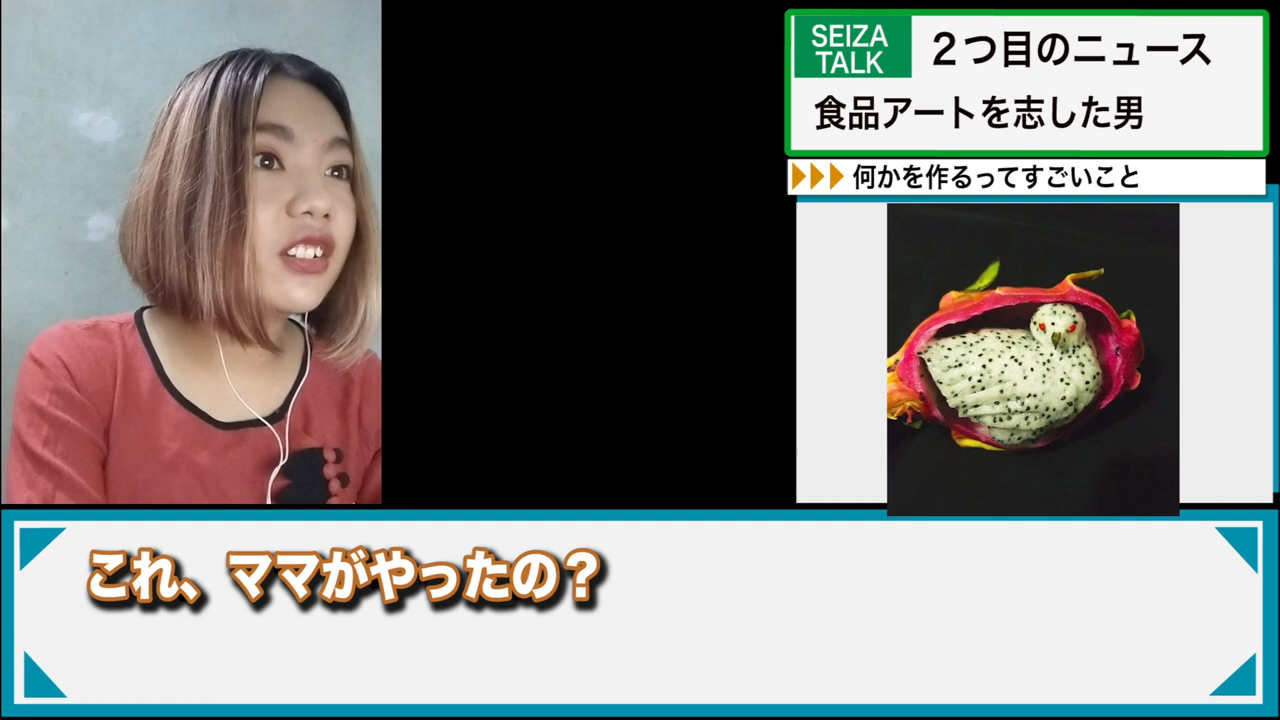 SEIZA
TALK
２つ目のニュース
食品アートを志した男
何かを作るってすごいこと
これ、ママがやったの？